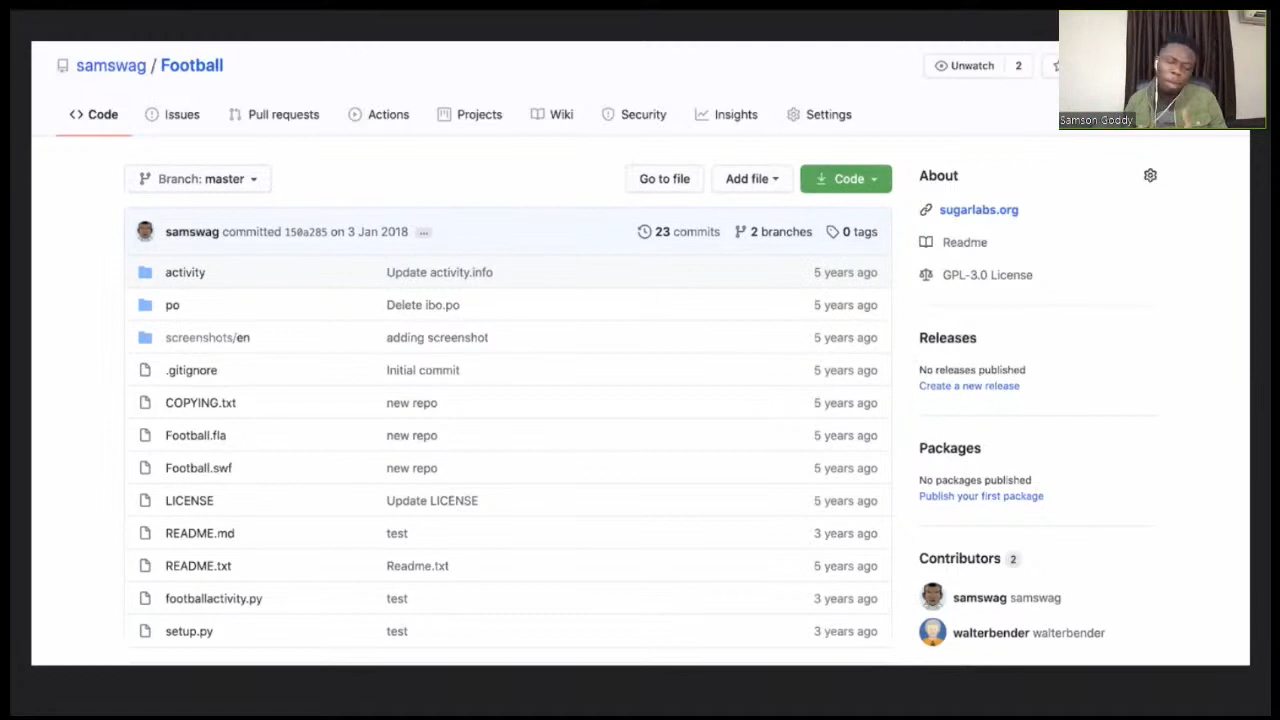 samswag / Football
Unwatch 2
Samson Goddy
Code Issues Pull requests Actions Projects Wiki Security Insights Settings
Branch: master
Go to file Add file Code
samswag committed 150a285 on 3 Jan 2018 ... 23 commits 2 branches 0 tags
activity Update activity.info 5 years ago
po Delete ibo.po 5 years ago
screenshots/en adding screenshot 5 years ago
.gitignore Initial commit 5 years ago
COPYING.txt new repo 5 years ago
Football.fla new repo 5 years ago
Football.swf new repo 5 years ago
LICENSE Update LICENSE 5 years ago
README.md test 3 years ago
README.txt Readme.txt 5 years ago
footballactivity.py test 3 years ago
setup.py test 3 years ago
About
sugarlabs.org
Readme
GPL-3.0 License
Releases
No releases published
Create a new release
Packages
No packages published
Publish your first package
Contributors 2
samswag samswag
walterbender walterbender